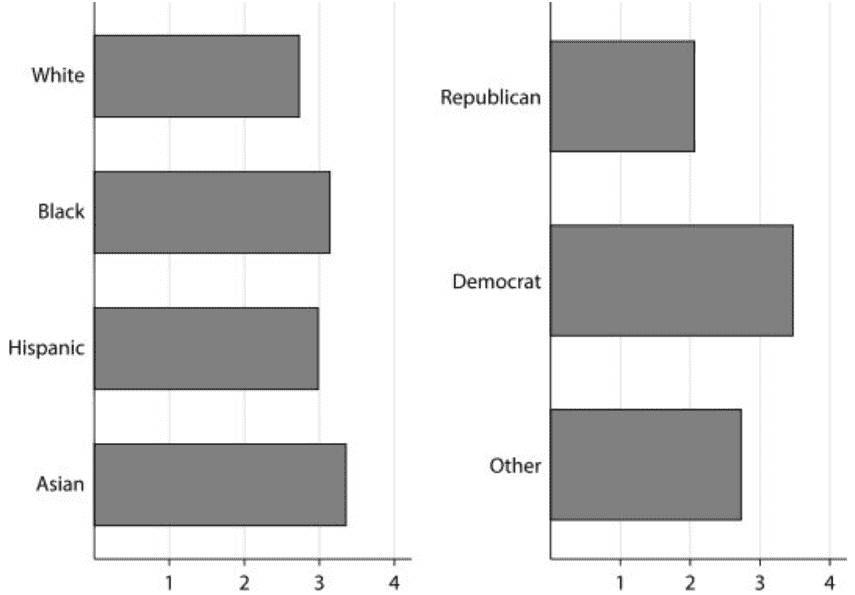 White
Black
Hispanic
Asian
1 2 3 4
Republican
Democrat
Other
1 2 3 4